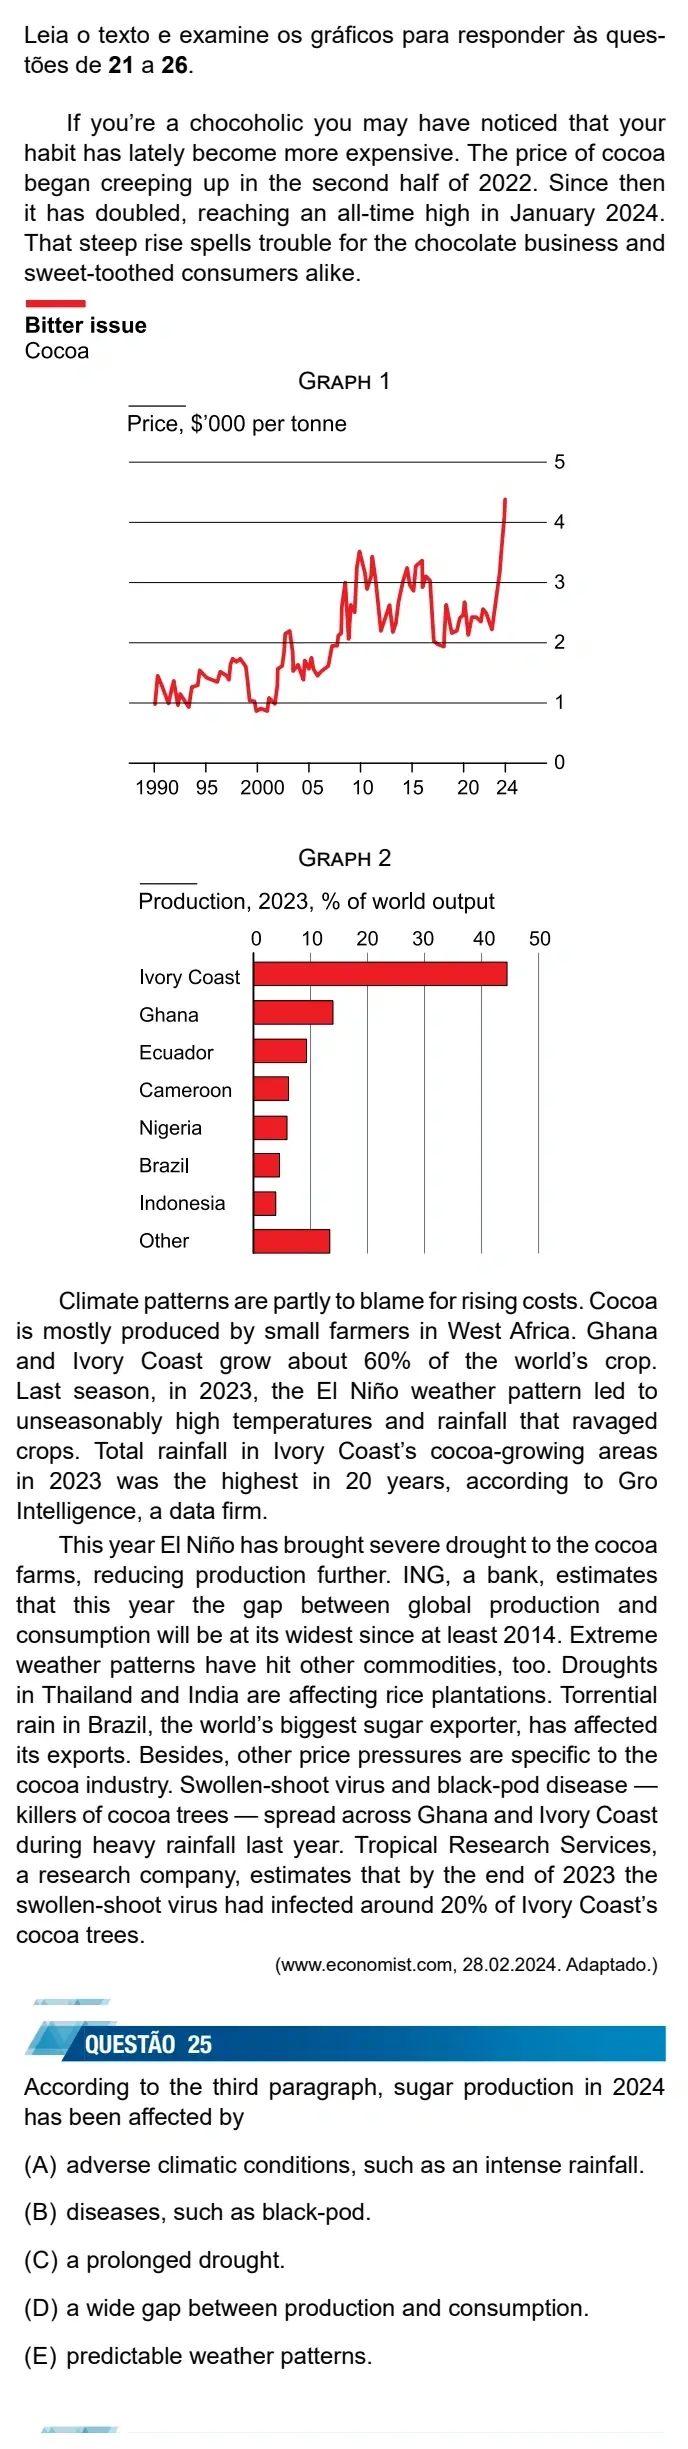 Leia o texto e examine os gráficos para responder às ques-
tões de 21 a 26.
If you’re a chocoholic you may have noticed that your
habit has lately become more expensive. The price of cocoa
began creeping up in the second half of 2022. Since then
it has doubled, reaching an all-time high in January 2024.
That steep rise spells trouble for the chocolate business and
sweet-toothed consumers alike.
Bitter issue
Cocoa
GRAPH 1
Price, $’000 per tonne
5
4
3
2
1
0
1990 95 2000 05 10 15 20 24
GRAPH 2
Production, 2023, % of world output
0 10 20 30 40 50
Ivory Coast
Ghana
Ecuador
Cameroon
Nigeria
Brazil
Indonesia
Other
Climate patterns are partly to blame for rising costs. Cocoa
is mostly produced by small farmers in West Africa. Ghana
and Ivory Coast grow about 60% of the world’s crop.
Last season, in 2023, the El Niño weather pattern led to
unseasonably high temperatures and rainfall that ravaged
crops. Total rainfall in Ivory Coast’s cocoa-growing areas
in 2023 was the highest in 20 years, according to Gro
Intelligence, a data firm.
This year El Niño has brought severe drought to the cocoa
farms, reducing production further. ING, a bank, estimates
that this year the gap between global production and
consumption will be at its widest since at least 2014. Extreme
weather patterns have hit other commodities, too. Droughts
in Thailand and India are affecting rice plantations. Torrential
rain in Brazil, the world’s biggest sugar exporter, has affected
its exports. Besides, other price pressures are specific to the
cocoa industry. Swollen-shoot virus and black-pod disease —
killers of cocoa trees — spread across Ghana and Ivory Coast
during heavy rainfall last year. Tropical Research Services,
a research company, estimates that by the end of 2023 the
swollen-shoot virus had infected around 20% of Ivory Coast’s
cocoa trees.
(www.economist.com, 28.02.2024. Adaptado.)
QUESTÃO 25
According to the third paragraph, sugar production in 2024
has been affected by
(A) adverse climatic conditions, such as an intense rainfall.
(B) diseases, such as black-pod.
(C) a prolonged drought.
(D) a wide gap between production and consumption.
(E) predictable weather patterns.